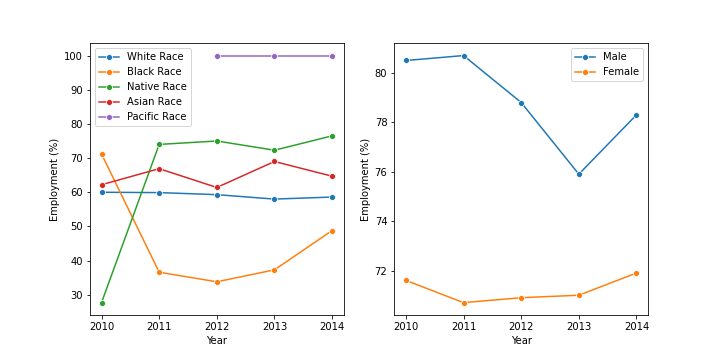 100
90
80
70
60
50
40
30
Employment (%)
2010 2011 2012 2013 2014
Year
White Race
Black Race
Native Race
Asian Race
Pacific Race
80
78
76
74
72
Employment (%)
2010 2011 2012 2013 2014
Year
Male
Female